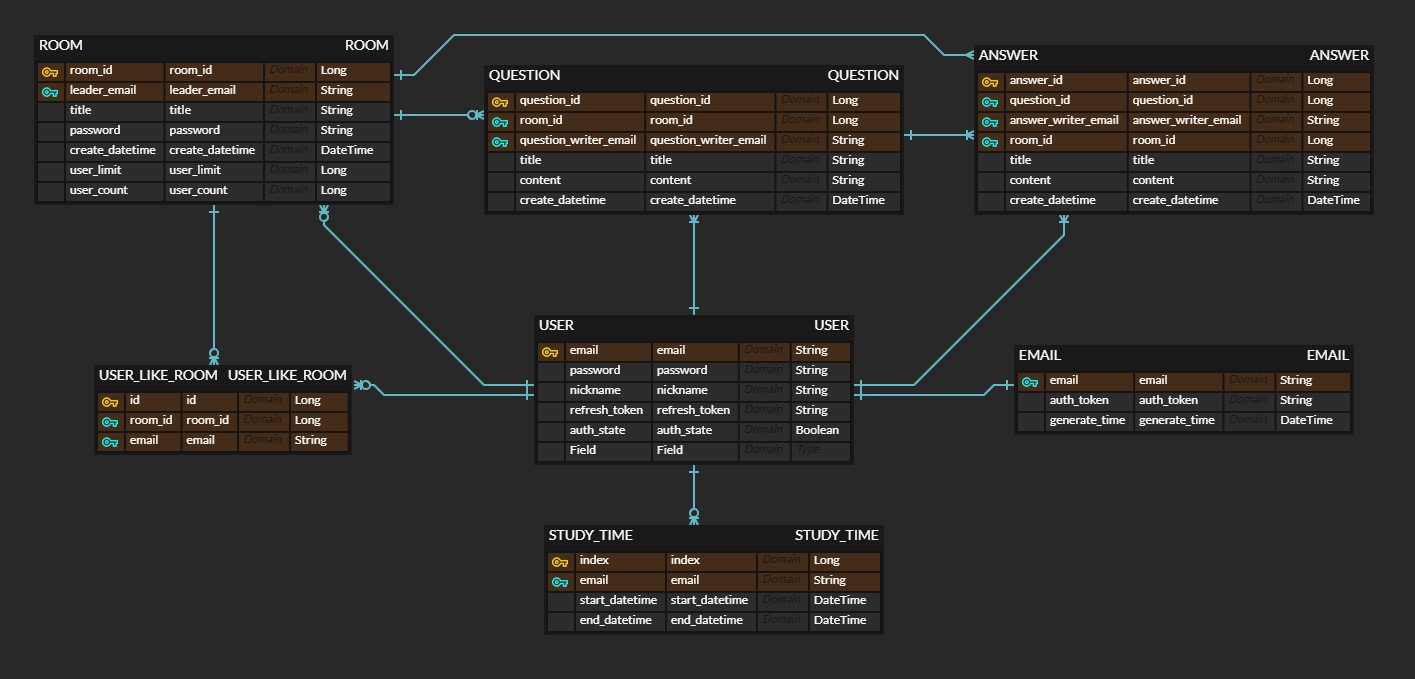 ROOM ROOM
room_id room_id Domain Long
leader_email leader_email Domain String
title title Domain String
password password Domain String
create_datetime create_datetime Domain DateTime
user_limit user_limit Domain Long
user_count user_count Domain Long
QUESTION QUESTION
question_id question_id Domain Long
room_id room_id Domain Long
question_writer_email question_writer_email Domain String
title title Domain String
content content Domain String
create_datetime create_datetime Domain DateTime
ANSWER ANSWER
answer_id answer_id Domain Long
question_id question_id Domain Long
answer_writer_email answer_writer_email Domain String
room_id room_id Domain Long
title title Domain String
content content Domain String
create_datetime create_datetime Domain DateTime
USER_LIKE_ROOM USER_LIKE_ROOM
id id Domain Long
room_id room_id Domain Long
email email Domain String
USER USER
email email Domain String
password password Domain String
nickname nickname Domain String
refresh_token refresh_token Domain String
auth_state auth_state Domain Boolean
Field Field Domain Type
EMAIL EMAIL
email email Domain String
auth_token auth_token Domain String
generate_time generate_time Domain DateTime
STUDY_TIME STUDY_TIME
index index Domain Long
email email Domain String
start_datetime start_datetime Domain DateTime
end_datetime end_datetime Domain DateTime